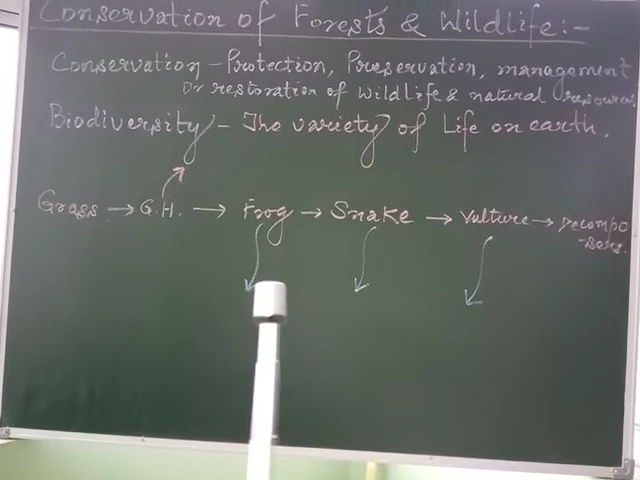 Conservation of Forests & Wildlife:-
Conservation - Protection, Preservation, management
Or restoration of wildlife & natural resources
Biodiversity - The variety of Life on earth.
Grass → G.H. → Frog → Snake → Vulture → Decompo
-sers.